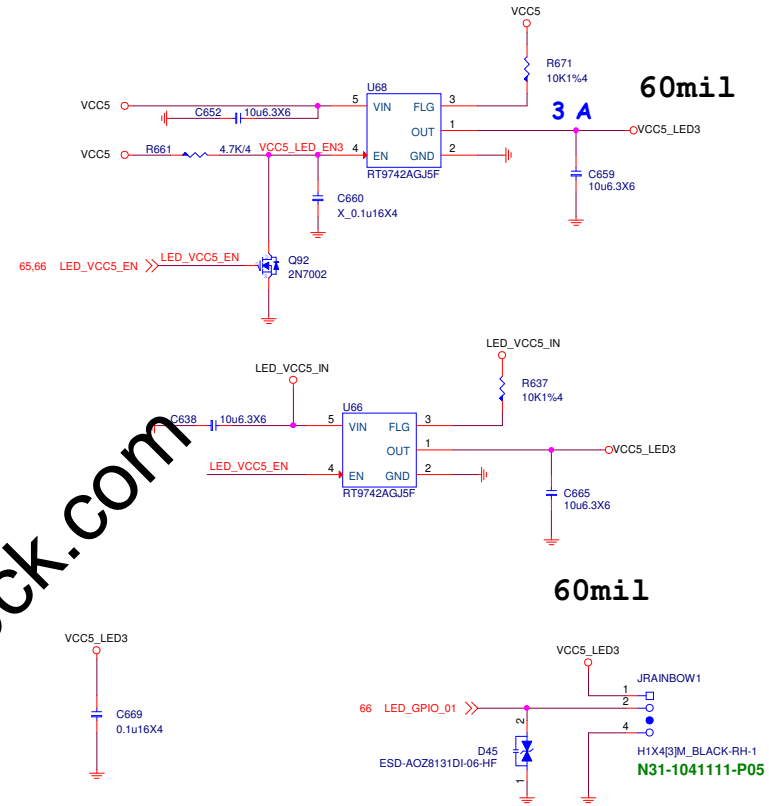 VCC5
R671
10K1%4
60mil
U68
VCC5
C652
10u6.3X6
5
VIN
FLG
3
3 A
OUT
1
VCC5_LED3
VCC5
R661
4.7K/4
VCC5_LED_EN3
4
EN
GND
2
RT9742AGJ5F
C659
10u6.3X6
C660
X_0.1u16X4
65,66
LED_VCC5_EN
LED_VCC5_EN
Q92
2N7002
LED_VCC5_IN
LED_VCC5_IN
R637
10K1%4
U66
C638
10u6.3X6
5
VIN
FLG
3
OUT
1
VCC5_LED3
LED_VCC5_EN
4
EN
GND
2
RT9742AGJ5F
C665
10u6.3X6
ck.com
60mil
VCC5_LED3
C669
0.1u16X4
VCC5_LED3
JRAINBOW1
1
66
LED_GPIO_01
2
4
2
D45
ESD-AOZ8131DI-06-HF
1
H1X4[3]M_BLACK-RH-1
N31-1041111-P05